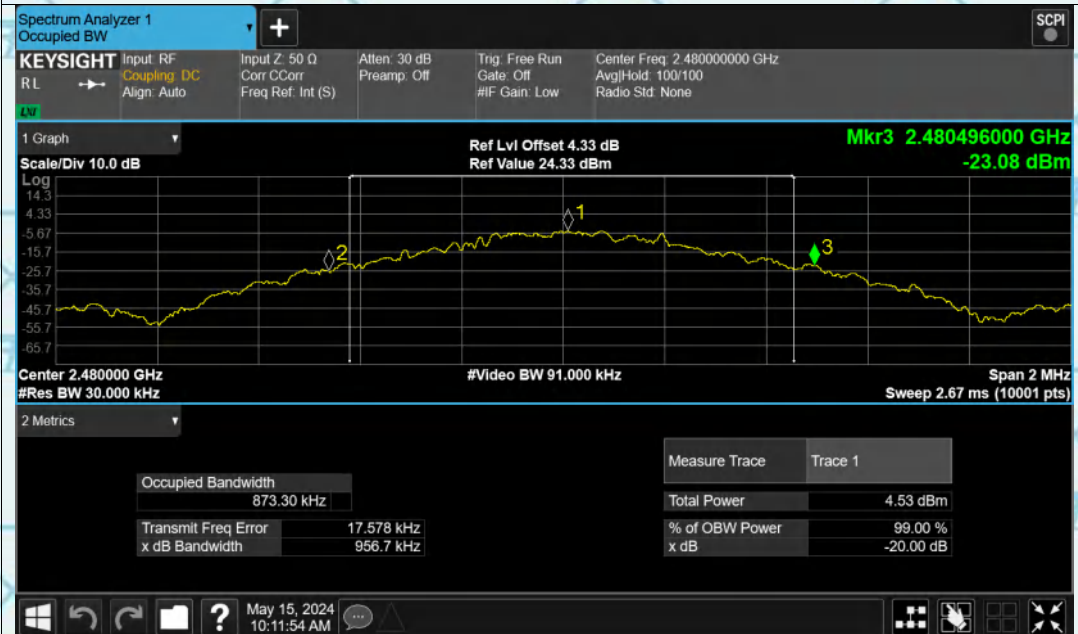 Spectrum Analyzer 1
Occupied BW
+
SCPI
KEYSIGHT Input: RF Input Z: 50 Ω Atten: 30 dB Trig: Free Run Center Freq: 2.480000000 GHz
R L Coupling: DC Corr CCorr Preamp: Off Gate: Off Avg|Hold: 100/100
Align: Auto Freq Ref: Int (S) #IF Gain: Low Radio Std: None
LXI
1 Graph
Ref Lvl Offset 4.33 dB
Mkr3 2.480496000 GHz
Scale/Div 10.0 dB
Ref Value 24.33 dBm
-23.08 dBm
Log
14.3
4.33
-5.67
-15.7
-25.7
-35.7
-45.7
-55.7
-65.7
1
2
3
Center 2.480000 GHz #Video BW 91.000 kHz Span 2 MHz
#Res BW 30.000 kHz Sweep 2.67 ms (10001 pts)
2 Metrics
Measure Trace Trace 1
Occupied Bandwidth
873.30 kHz
Total Power 4.53 dBm
Transmit Freq Error 17.578 kHz % of OBW Power 99.00 %
x dB Bandwidth 956.7 kHz x dB -20.00 dB
?
May 15, 2024
10:11:54 AM